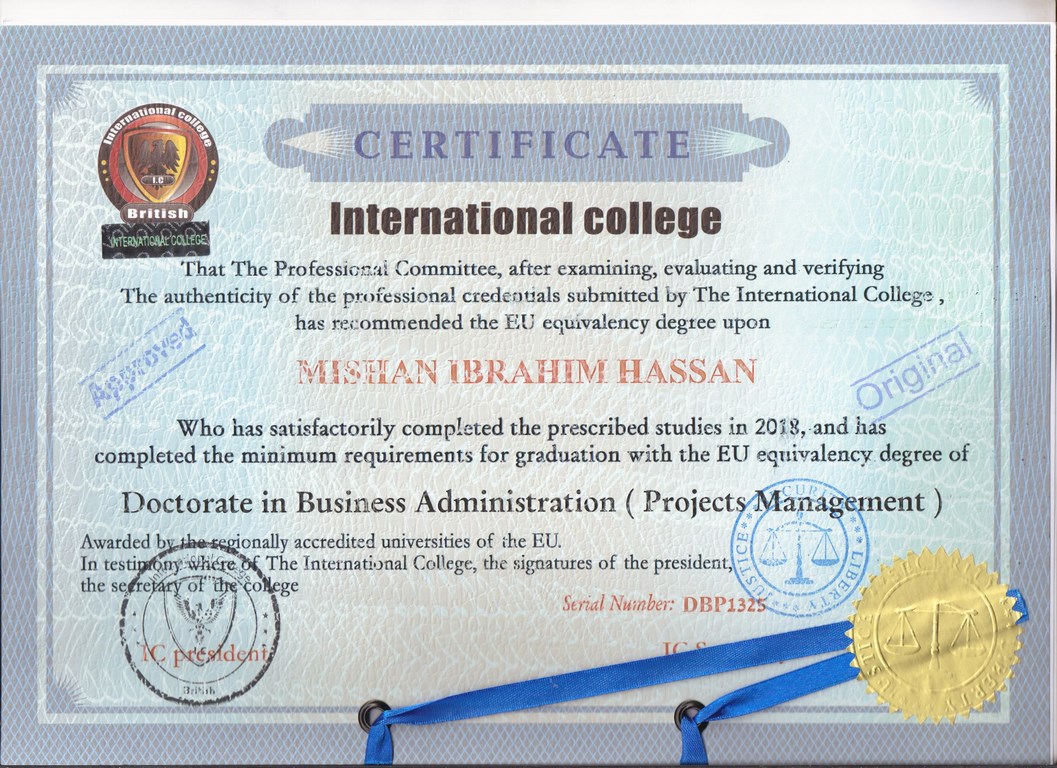 International college
I.C
British
INTERNATIONAL COLLEGE
CERTIFICATE
International college
That The Professional Committee, after examining, evaluating and verifying
The authenticity of the professional credentials submitted by The International College ,
has recommended the EU equivalency degree upon
Approved
Original
MISHAN IBRAHIM HASSAN
Who has satisfactorily completed the prescribed studies in 2018, and has
completed the minimum requirements for graduation with the EU equivalency degree of
Doctorate in Business Administration ( Projects Management )
Awarded by the regionally accredited universities of the EU.
In testimony where of The International College, the signatures of the president,
the secretary of the college
JUSTICE LIBERTY
Serial Number: DBP1325
IC president
IC
British
JUSTICE